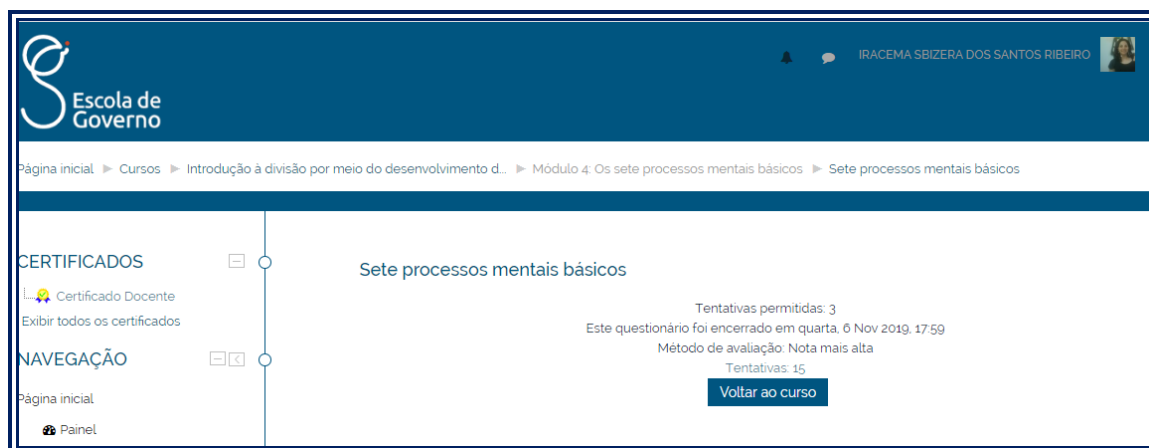 IRACEMA SBIZERA DOS SANTOS RIBEIRO
Escola de
Governo
Página inicial ► Cursos ► Introdução à divisão por meio do desenvolvimento d... ► Módulo 4: Os sete processos mentais básicos ► Sete processos mentais básicos
CERTIFICADOS
Certificado Docente
Exibir todos os certificados
NAVEGAÇÃO
Página inicial
Painel
Sete processos mentais básicos
Tentativas permitidas: 3
Este questionário foi encerrado em quarta, 6 Nov 2019, 17:59
Método de avaliação: Nota mais alta
Tentativas: 15
Voltar ao curso